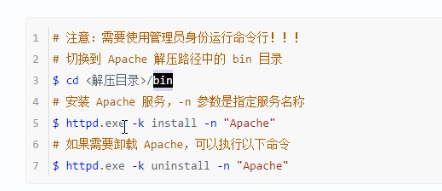 1 # 注意：需要使用管理员身份运行命令行！！！
2 # 切换到 Apache 解压路径中的 bin 目录
3 $ cd <解压目录>/bin
4 # 安装 Apache 服务，-n 参数是指定服务名称
5 $ httpd.exe -k install -n "Apache"
6 # 如果需要卸载 Apache，可以执行以下命令
7 $ httpd.exe -k uninstall -n "Apache"